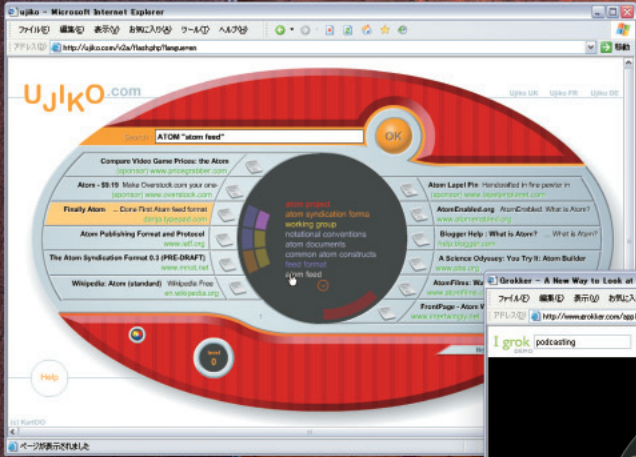 ujiko - Microsoft Internet Explorer
ファイル(F) 編集(E) 表示(V) お気に入り(A) ツール(T) ヘルプ(H)
アドレス(D) http://ujiko.com/v2a/flash.php?langue=en 移動
UJIKO.com
Ujiko UK Ujiko FR Ujiko DE
Search ATOM "atom feed" OK
Compare Video Game Prices: the Atom
(sponsor) www.pricegrabber.com
Atom - $9.15 Make Overstock.com your one-
(sponsor) www.overstock.com
Finally Atom ... Done First Atom feed format
danja.typepad.com
Atom Publishing Format and Protocol
www.ietf.org
The Atom Syndication Format 0.3 (PRE-DRAFT)
www.mnot.net
Wikipedia: Atom (standard) Wikipedia Free
en.wikipedia.org
atom project
atom syndication forma
working group
notational conventions
atom documents
common atom constructs
feed format
atom feed
Atom Lapel Pin Handcrafted in fine pewter in
(sponsor)
AtomEnabled.org AtomEnabled. What is Atom?
www.atomenabled.org
Blogger Help : What is Atom? ... What is Atom?
help.blogger.com
A Science Odyssey: You Try It: Atom Builder
www.pbs.org
AtomFilms: Wa
www.atomfilms.c
FrontPage - Atom W
www.intertwingly.net
level
0
Help
(c) KartOO
ページが表示されました
Grokker - A New Way to Look at
ファイル(F) 編集(E) 表示(V) お気に入
アドレス(D) http://www.grokker.com/appl
I grok podcasting
DEMO